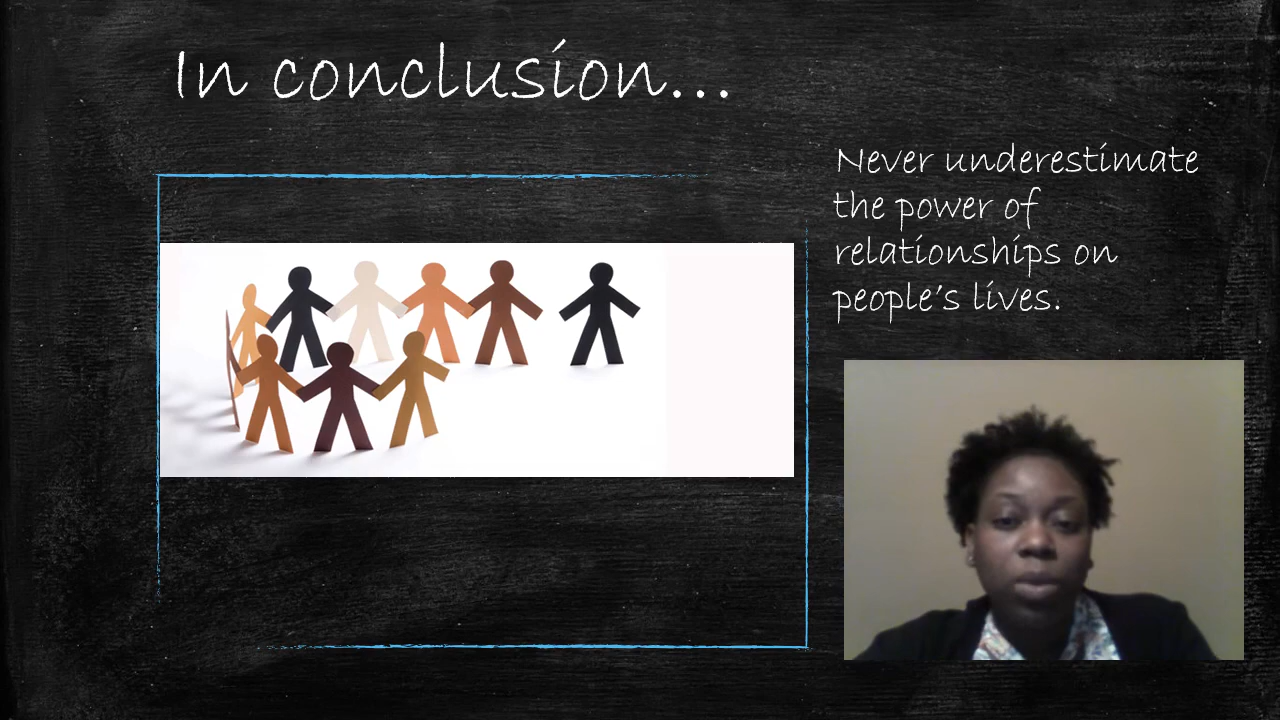 In conclusion...
Never underestimate
the power of
relationships on
people's lives.